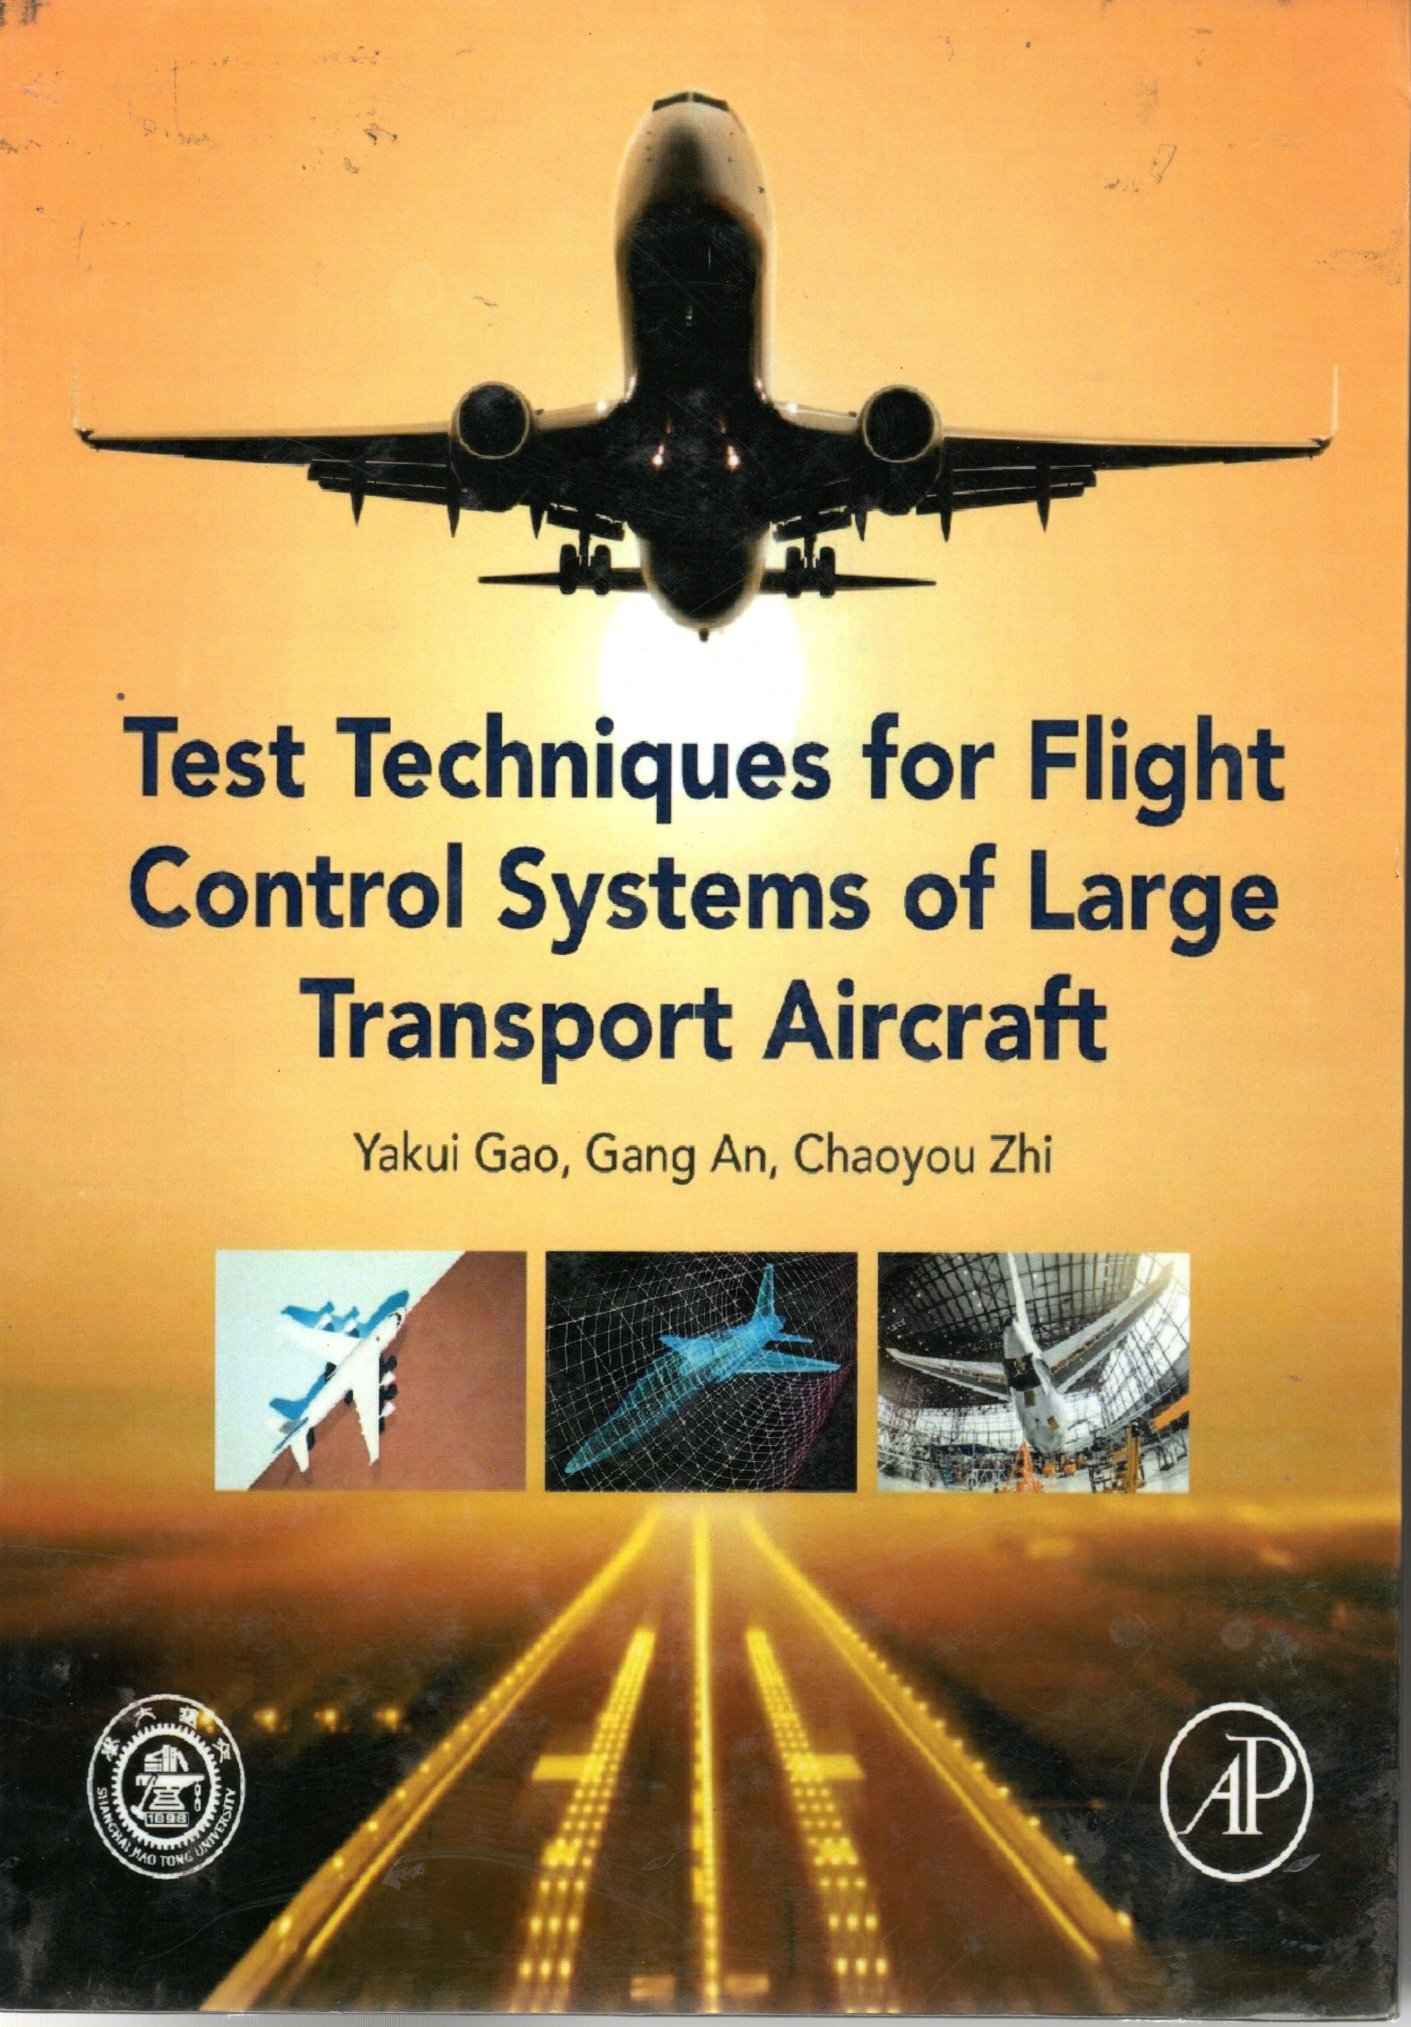 Test Techniques for Flight
Control Systems of Large
Transport Aircraft
Yakui Gao, Gang An, Chaoyou Zhi
SHANGHAI JIAO TONG UNIVERSITY
1896
AP